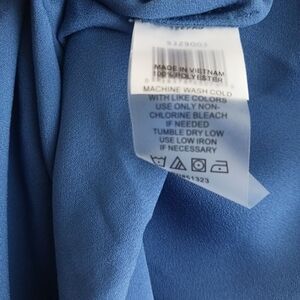 9329003
MADE IN VIETNAM
100% POLYESTER
MACHINE WASH COLD
WITH LIKE COLORS
USE ONLY NON-
CHLORINE BLEACH
IF NEEDED
TUMBLE DRY LOW
USE LOW IRON
IF NECESSARY